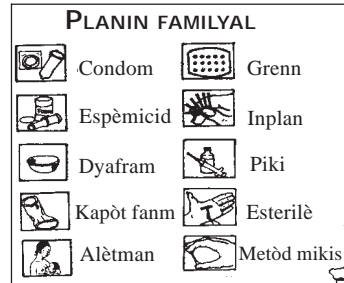 PLANIN FAMILYAL
Condom
Grenn
Espèmicid
Inplan
Dyafram
Piki
Kapòt fanm
Esterilè
Alètman
Metòd mikis